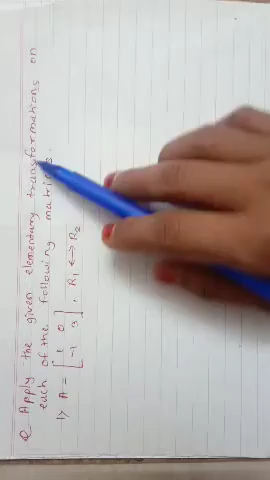 Q Apply the given elementary transformations on
each of the following matrices.
1> A = [ 1 0
-1 3 ] , R1 ↔ R2